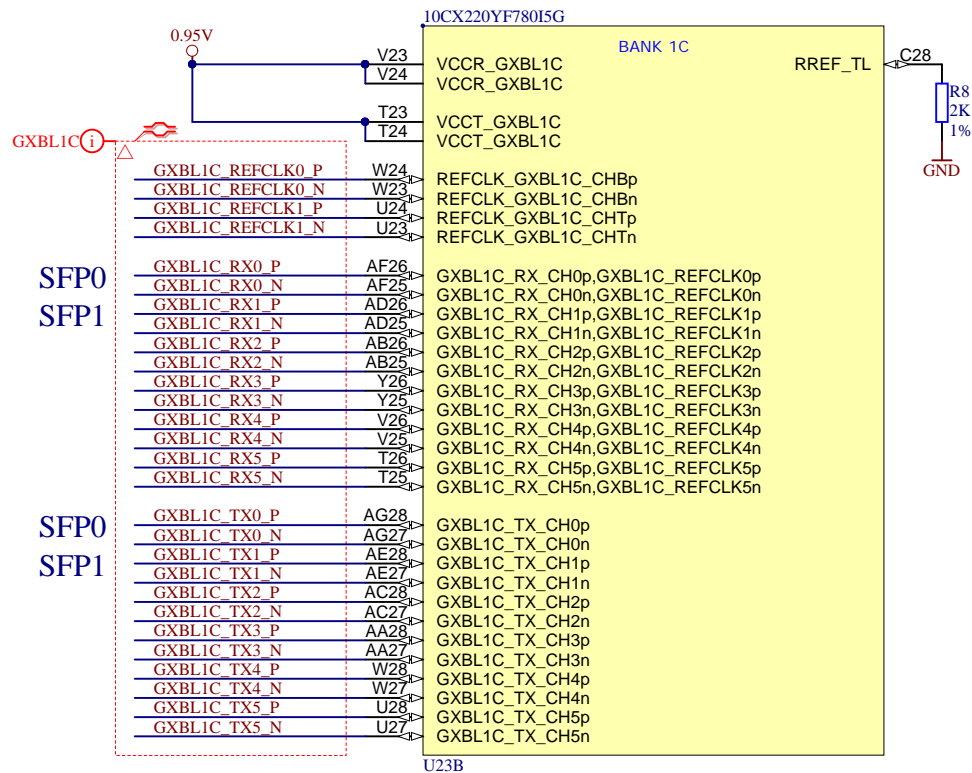 10CX220YF780I5G
BANK 1C
0.95V
V23 VCCR_GXBL1C
V24 VCCR_GXBL1C
RREF_TL C28
R8
2K
1%
GND
T23 VCCT_GXBL1C
T24 VCCT_GXBL1C
GXBL1C i
GXBL1C_REFCLK0_P W24 REFCLK_GXBL1C_CHBp
GXBL1C_REFCLK0_N W23 REFCLK_GXBL1C_CHBn
GXBL1C_REFCLK1_P U24 REFCLK_GXBL1C_CHTp
GXBL1C_REFCLK1_N U23 REFCLK_GXBL1C_CHTn
SFP0
GXBL1C_RX0_P AF26 GXBL1C_RX_CH0p,GXBL1C_REFCLK0p
GXBL1C_RX0_N AF25 GXBL1C_RX_CH0n,GXBL1C_REFCLK0n
SFP1
GXBL1C_RX1_P AD26 GXBL1C_RX_CH1p,GXBL1C_REFCLK1p
GXBL1C_RX1_N AD25 GXBL1C_RX_CH1n,GXBL1C_REFCLK1n
GXBL1C_RX2_P AB26 GXBL1C_RX_CH2p,GXBL1C_REFCLK2p
GXBL1C_RX2_N AB25 GXBL1C_RX_CH2n,GXBL1C_REFCLK2n
GXBL1C_RX3_P Y26 GXBL1C_RX_CH3p,GXBL1C_REFCLK3p
GXBL1C_RX3_N Y25 GXBL1C_RX_CH3n,GXBL1C_REFCLK3n
GXBL1C_RX4_P V26 GXBL1C_RX_CH4p,GXBL1C_REFCLK4p
GXBL1C_RX4_N V25 GXBL1C_RX_CH4n,GXBL1C_REFCLK4n
GXBL1C_RX5_P T26 GXBL1C_RX_CH5p,GXBL1C_REFCLK5p
GXBL1C_RX5_N T25 GXBL1C_RX_CH5n,GXBL1C_REFCLK5n
SFP0
GXBL1C_TX0_P AG28 GXBL1C_TX_CH0p
GXBL1C_TX0_N AG27 GXBL1C_TX_CH0n
SFP1
GXBL1C_TX1_P AE28 GXBL1C_TX_CH1p
GXBL1C_TX1_N AE27 GXBL1C_TX_CH1n
GXBL1C_TX2_P AC28 GXBL1C_TX_CH2p
GXBL1C_TX2_N AC27 GXBL1C_TX_CH2n
GXBL1C_TX3_P AA28 GXBL1C_TX_CH3p
GXBL1C_TX3_N AA27 GXBL1C_TX_CH3n
GXBL1C_TX4_P W28 GXBL1C_TX_CH4p
GXBL1C_TX4_N W27 GXBL1C_TX_CH4n
GXBL1C_TX5_P U28 GXBL1C_TX_CH5p
GXBL1C_TX5_N U27 GXBL1C_TX_CH5n
U23B